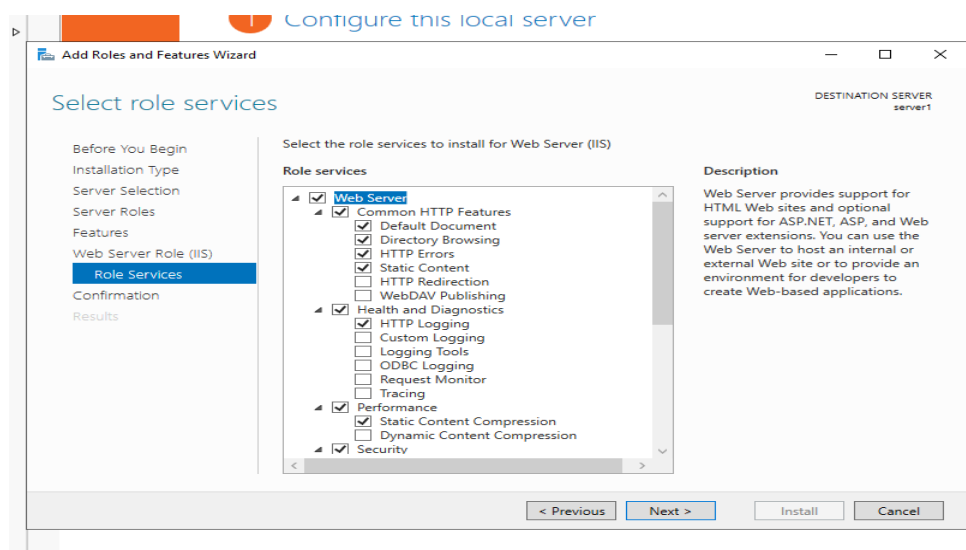 1 Configure this local server
Add Roles and Features Wizard
Select role services
DESTINATION SERVER
server1
Before You Begin
Installation Type
Server Selection
Server Roles
Features
Web Server Role (IIS)
Role Services
Confirmation
Results
Select the role services to install for Web Server (IIS)
Role services
Web Server
Common HTTP Features
Default Document
Directory Browsing
HTTP Errors
Static Content
HTTP Redirection
WebDAV Publishing
Health and Diagnostics
HTTP Logging
Custom Logging
Logging Tools
ODBC Logging
Request Monitor
Tracing
Performance
Static Content Compression
Dynamic Content Compression
Security
Description
Web Server provides support for
HTML Web sites and optional
support for ASP.NET, ASP, and Web
server extensions. You can use the
Web Server to host an internal or
external Web site or to provide an
environment for developers to
create Web-based applications.
< Previous
Next >
Install
Cancel